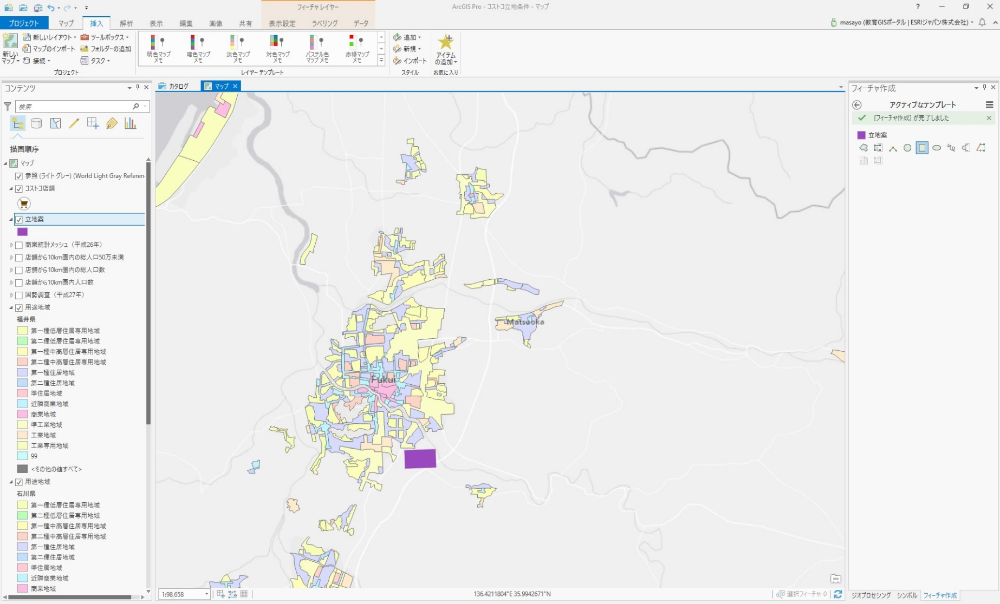 フィーチャ レイヤー
ArcGIS Pro - コストコ立地条件 - マップ
?
プロジェクト マップ 挿入 解析 表示 編集 画像 共有 表示設定 ラベリング データ
masayo (教育GISポータル | ESRIジャパン株式会社)
新しい
マップ
新しいレイアウト
マップのインポート
接続
ツールボックス
フォルダーの追加
タスク
プロジェクト
明色マップ
メモ
暗色マップ
メモ
淡色マップ
メモ
対色マップ
メモ
パステル色
マップ メモ
赤緑マップ
メモ
レイヤー テンプレート
追加
新規
インポート
スタイル
アイテム
の追加
お気に入り
コンテンツ
検索
描画順序
マップ
参照 (ライト グレー) (World Light Gray Referen
コストコ店舗
立地案
商業統計メッシュ（平成26年）
店舗から10km圏内の総人口50万未満
店舗から10km圏内の総人口数
店舗から10km圏内人口数
国勢調査（平成27年）
用途地域
福井県
第一種低層住居専用地域
第二種低層住居専用地域
第一種中高層住居専用地域
第二種中高層住居専用地域
第一種住居地域
第二種住居地域
準住居地域
近隣商業地域
商業地域
準工業地域
工業地域
工業専用地域
99
<その他の値すべて>
用途地域
石川県
第一種低層住居専用地域
第二種低層住居専用地域
第一種中高層住居専用地域
第二種中高層住居専用地域
第一種住居地域
第二種住居地域
準住居地域
近隣商業地域
商業地域
カタログ マップ
Matsuoka
Fukui
1:98,658
136.4211804°E 35.9942671°N
選択フィーチャ: 0
フィーチャ作成
アクティブなテンプレート
[フィーチャ作成] が完了しました
立地案
ジオプロセシング シンボル フィーチャ作成